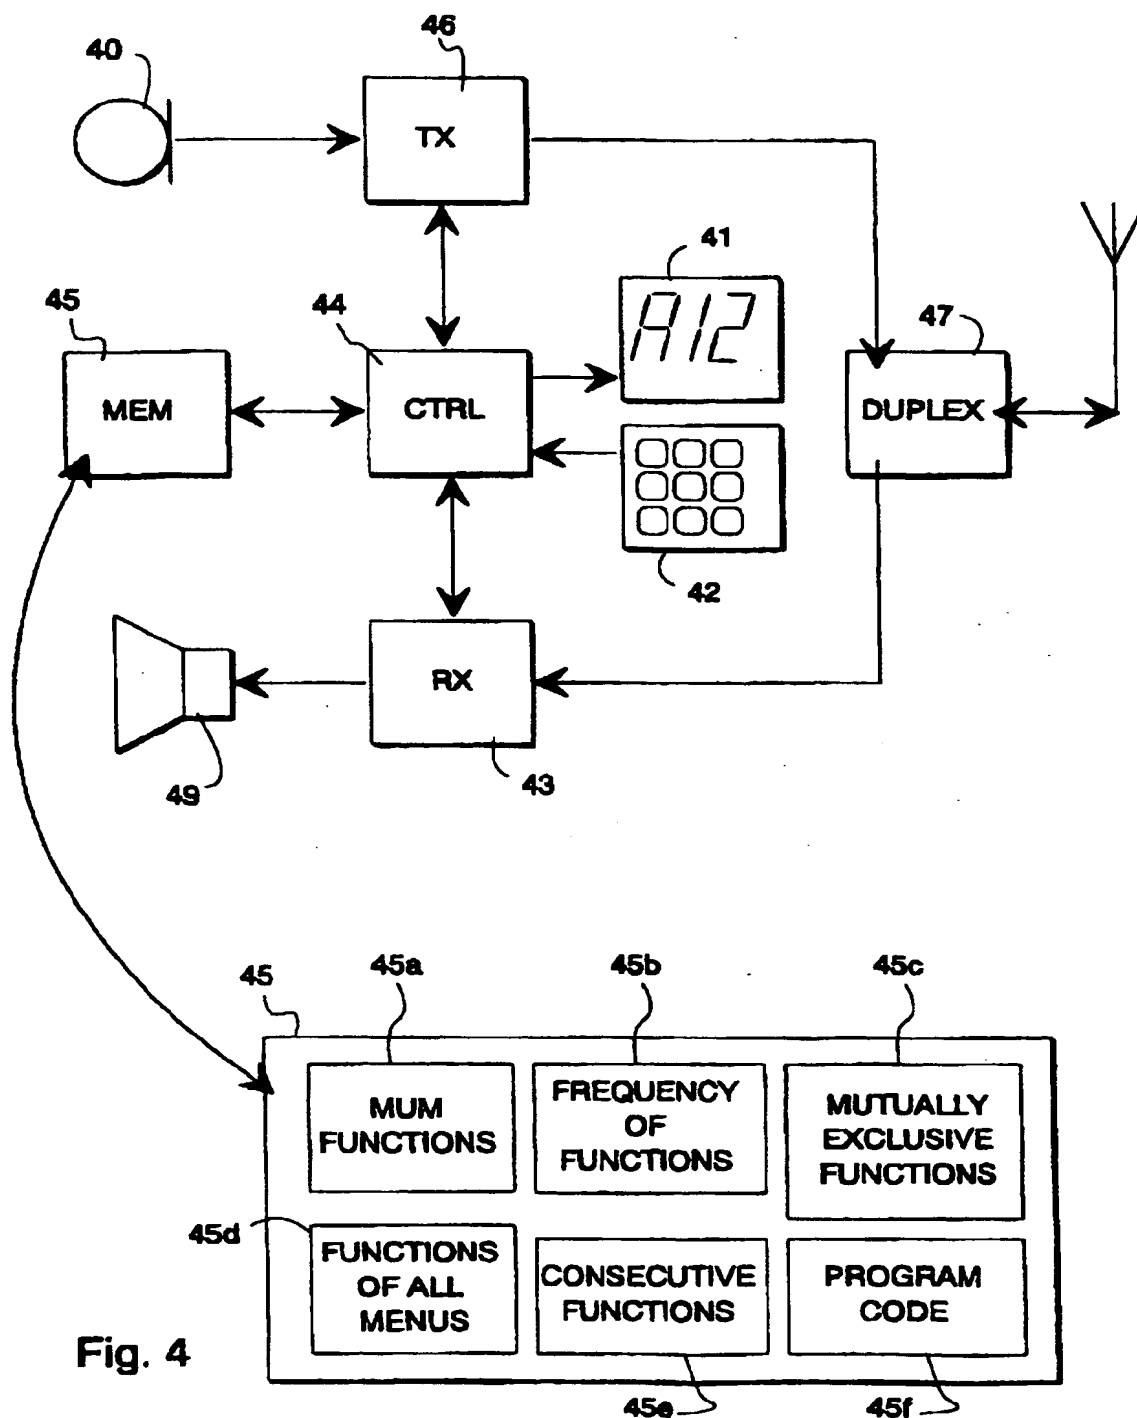 40
46
TX
41
A12
45
44
47
MEM
CTRL
DUPLEX
42
RX
49
43
45
45a
45b
45c
MUM
FUNCTIONS
FREQUENCY
OF
FUNCTIONS
MUTUALLY
EXCLUSIVE
FUNCTIONS
45d
FUNCTIONS
OF ALL
MENUS
CONSECUTIVE
FUNCTIONS
PROGRAM
CODE
Fig. 4
45e
45f